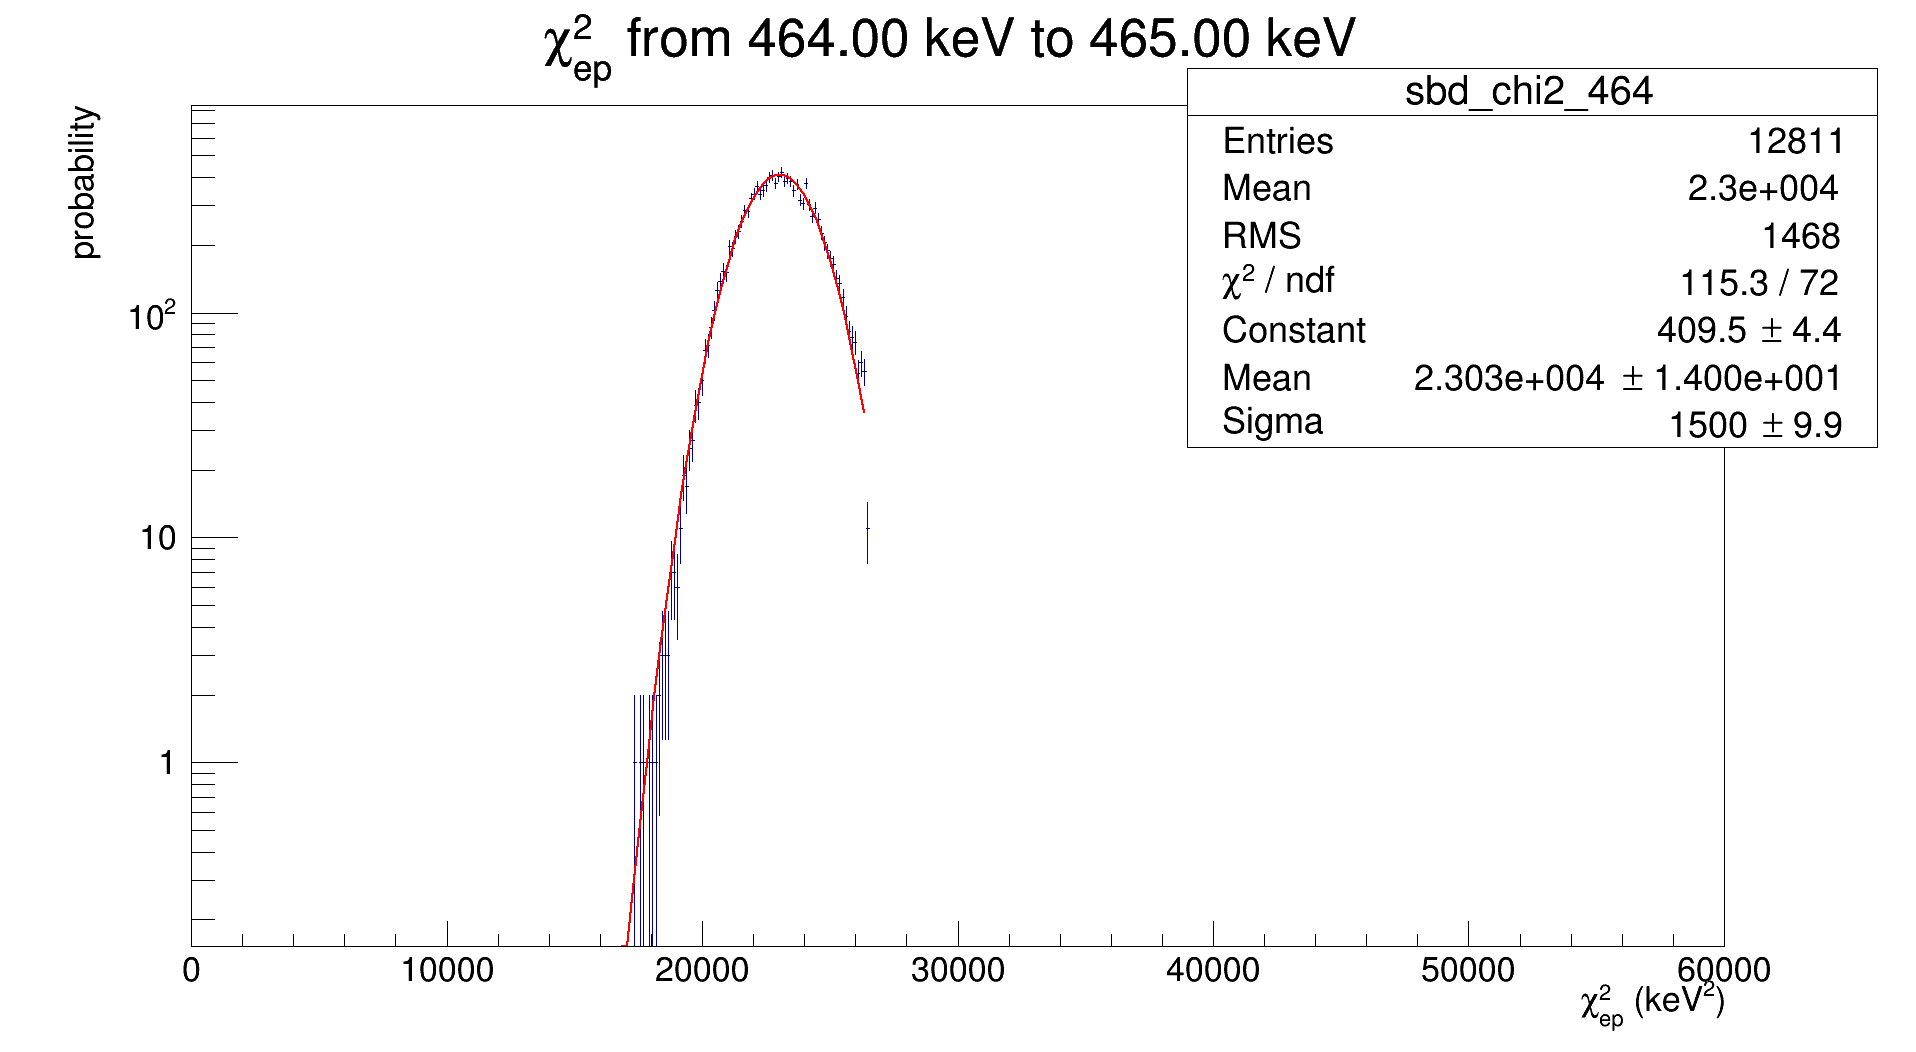 χ²ep from 464.00 keV to 465.00 keV
probability
sbd_chi2_464
Entries 12811
Mean 2.3e+004
RMS 1468
χ² / ndf 115.3 / 72
Constant 409.5 ± 4.4
Mean 2.303e+004 ± 1.400e+001
Sigma 1500 ± 9.9
10²
10
1
0 10000 20000 30000 40000 50000 60000
χ²ep (keV²)